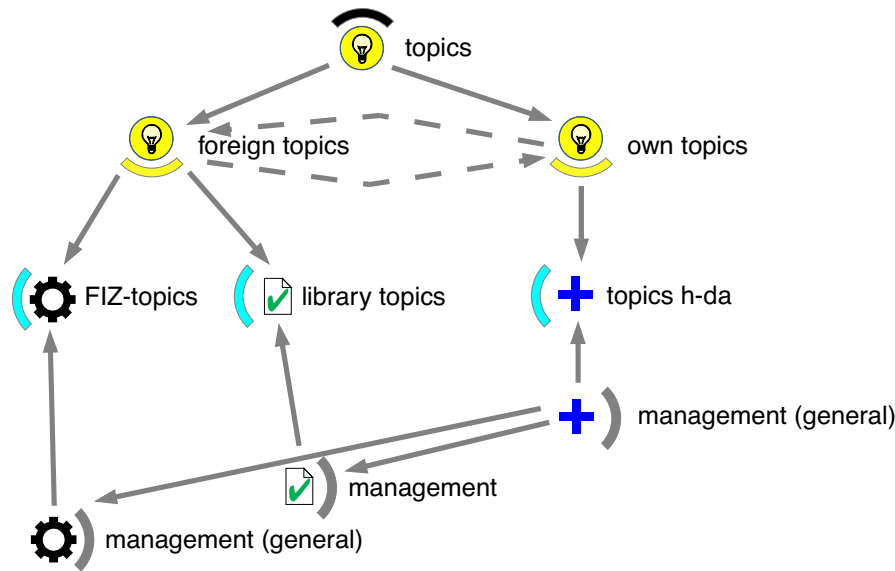 topics
foreign topics
own topics
FIZ-topics
library topics
topics h-da
management (general)
management
management (general)